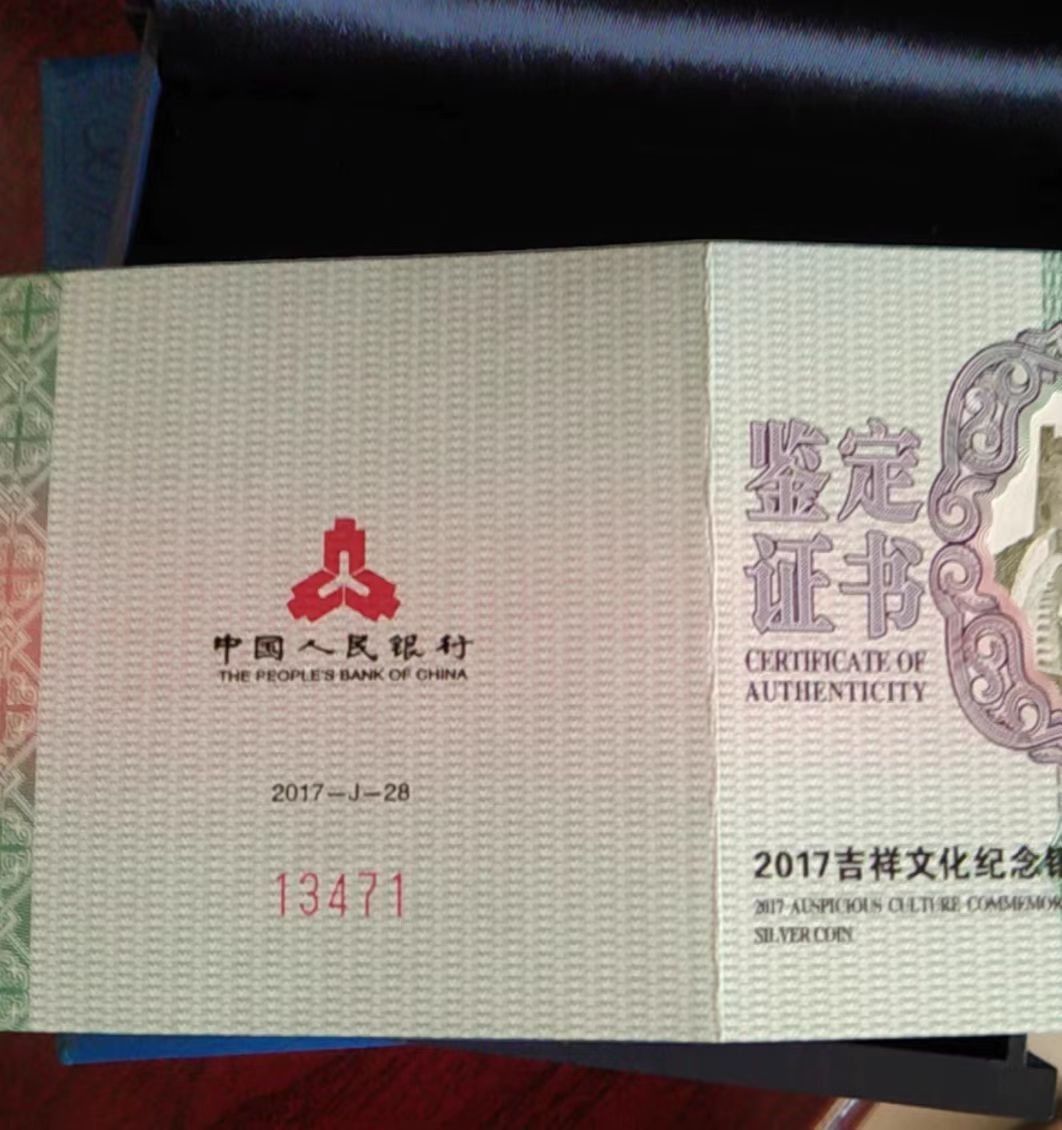 中国人民银行
THE PEOPLE'S BANK OF CHINA
2017-J-28
13471
鉴定
证书
CERTIFICATE OF
AUTHENTICITY
2017吉祥文化纪念
2017 AUSPICIOUS CULTURE
SILVER COIN